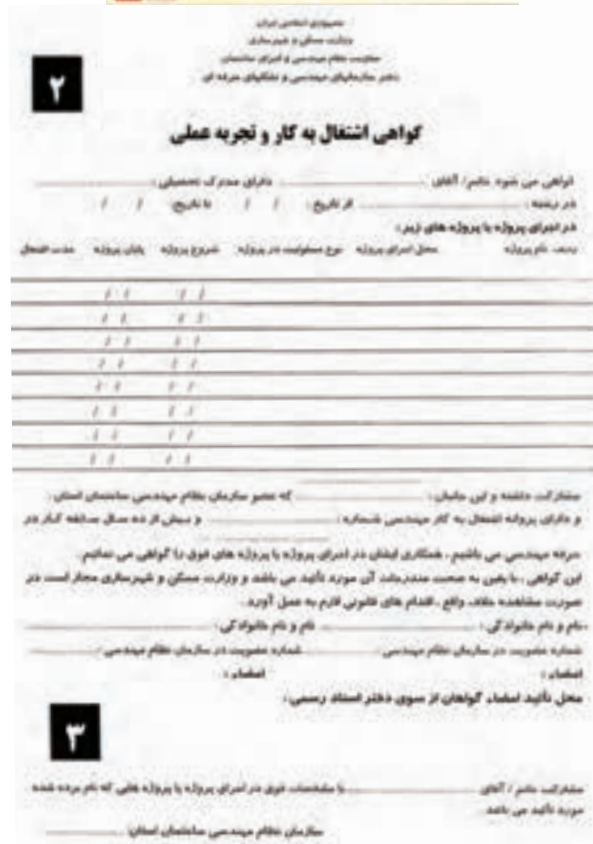 جمهوری اسلامی ایران
وزارت مسکن و شهرسازی
معاونت نظام مهندسی و اجرای ساختمان
دفتر سازمانهای مهندسی و تشکلهای حرفه ای
۲
گواهی اشتغال به کار و تجربه عملی
گواهی می شود خانم/ آقای : دارای مدرک تحصیلی :
در رشته : از تاریخ : / / تا تاریخ: / /
در اجرای پروژه یا پروژه های زیر :
ردیف نام پروژه محل اجرای پروژه نوع مسئولیت در پروژه شروع پروژه پایان پروژه مدت اشتغال
/ / / /
/ / / /
/ / / /
/ / / /
/ / / /
/ / / /
/ / / /
/ / / /
مشارکت داشته و این جانبان : که عضو سازمان نظام مهندسی ساختمان استان :
و دارای پروانه اشتغال به کار مهندسی شماره : و بیش از ده سال سابقه کار در
حرفه مهندسی می باشیم ، همکاری ایشان در اجرای پروژه یا پروژه های فوق را گواهی می نمائیم .
این گواهی ، با یقین به صحت مندرجات آن مورد تأئید می باشد و وزارت مسکن و شهرسازی مجاز است در
صورت مشاهده خلاف واقع ، اقدام های قانونی لازم به عمل آورد .
نام و نام خانوادگی : نام و نام خانوادگی :
شماره عضویت در سازمان نظام مهندسی : شماره عضویت در سازمان نظام مهندسی :
امضاء : امضاء :
محل تأئید امضاء گواهان از سوی دفتر اسناد رسمی :
۳
مشارکت خانم / آقای با مشخصات فوق در اجرای پروژه یا پروژه هایی که نام برده شده
مورد تأئید می باشد .
سازمان نظام مهندسی ساختمان استان: